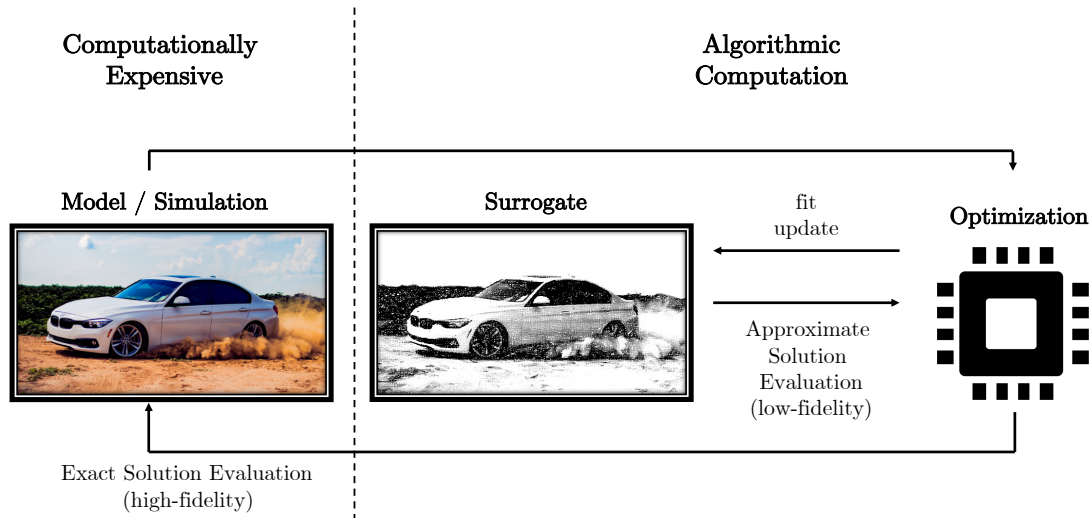 Computationally
Expensive
Algorithmic
Computation
Model / Simulation
Surrogate
fit
update
Optimization
Approximate
Solution
Evaluation
(low-fidelity)
Exact Solution Evaluation
(high-fidelity)